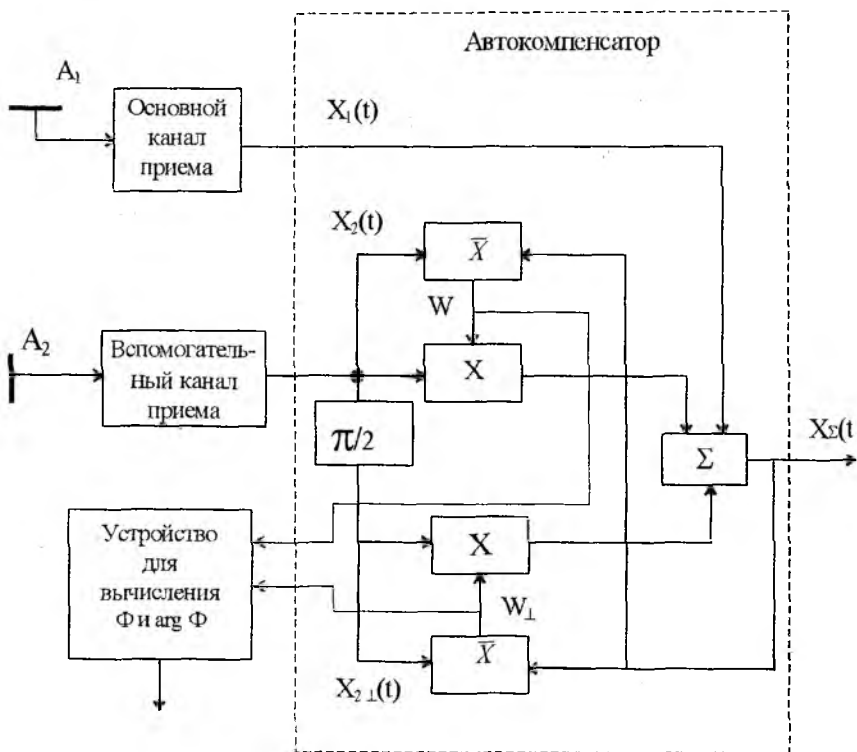 Автокомпенсатор
A₁
Основной
канал
приема
X₁(t)
X₂(t)
X̅
W
A₂
Вспомогатель-
ный канал
приема
X
π/2
Σ
X_Σ(t
Устройство
для
вычисления
Ф и arg Ф
X
W⊥
X̅
X₂⊥(t)